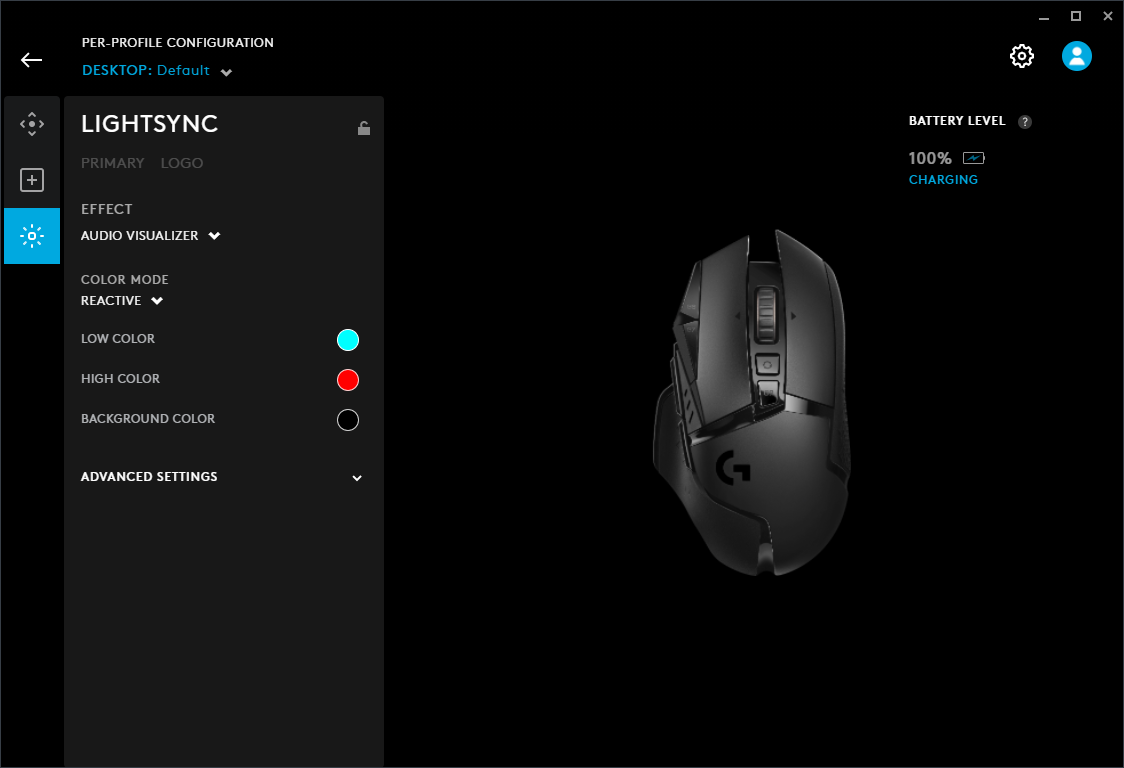 PER-PROFILE CONFIGURATION
DESKTOP: Default
LIGHTSYNC
PRIMARY LOGO
EFFECT
AUDIO VISUALIZER
COLOR MODE
REACTIVE
LOW COLOR
HIGH COLOR
BACKGROUND COLOR
ADVANCED SETTINGS
BATTERY LEVEL ?
100%
CHARGING